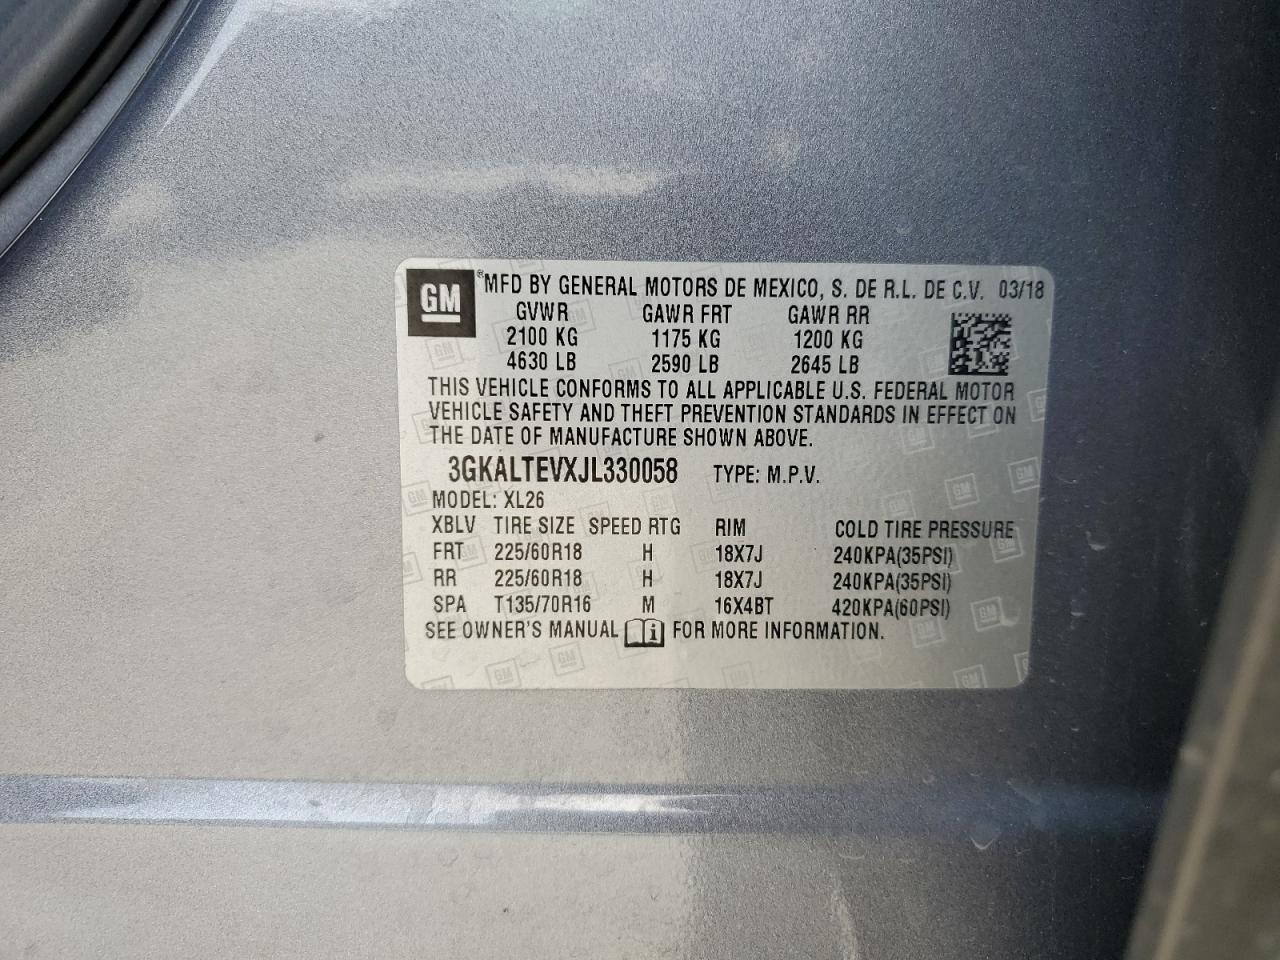 GM ® MFD BY GENERAL MOTORS DE MEXICO, S. DE R.L. DE C.V. 03/18
GVWR GAWR FRT GAWR RR
2100 KG 1175 KG 1200 KG
4630 LB 2590 LB 2645 LB
THIS VEHICLE CONFORMS TO ALL APPLICABLE U.S. FEDERAL MOTOR
VEHICLE SAFETY AND THEFT PREVENTION STANDARDS IN EFFECT ON
THE DATE OF MANUFACTURE SHOWN ABOVE.
3GKALTEVXJL330058 TYPE: M.P.V.
MODEL: XL26
XBLV TIRE SIZE SPEED RTG RIM COLD TIRE PRESSURE
FRT 225/60R18 H 18X7J 240KPA(35PSI)
RR 225/60R18 H 18X7J 240KPA(35PSI)
SPA T135/70R16 M 16X4BT 420KPA(60PSI)
SEE OWNER'S MANUAL i FOR MORE INFORMATION.